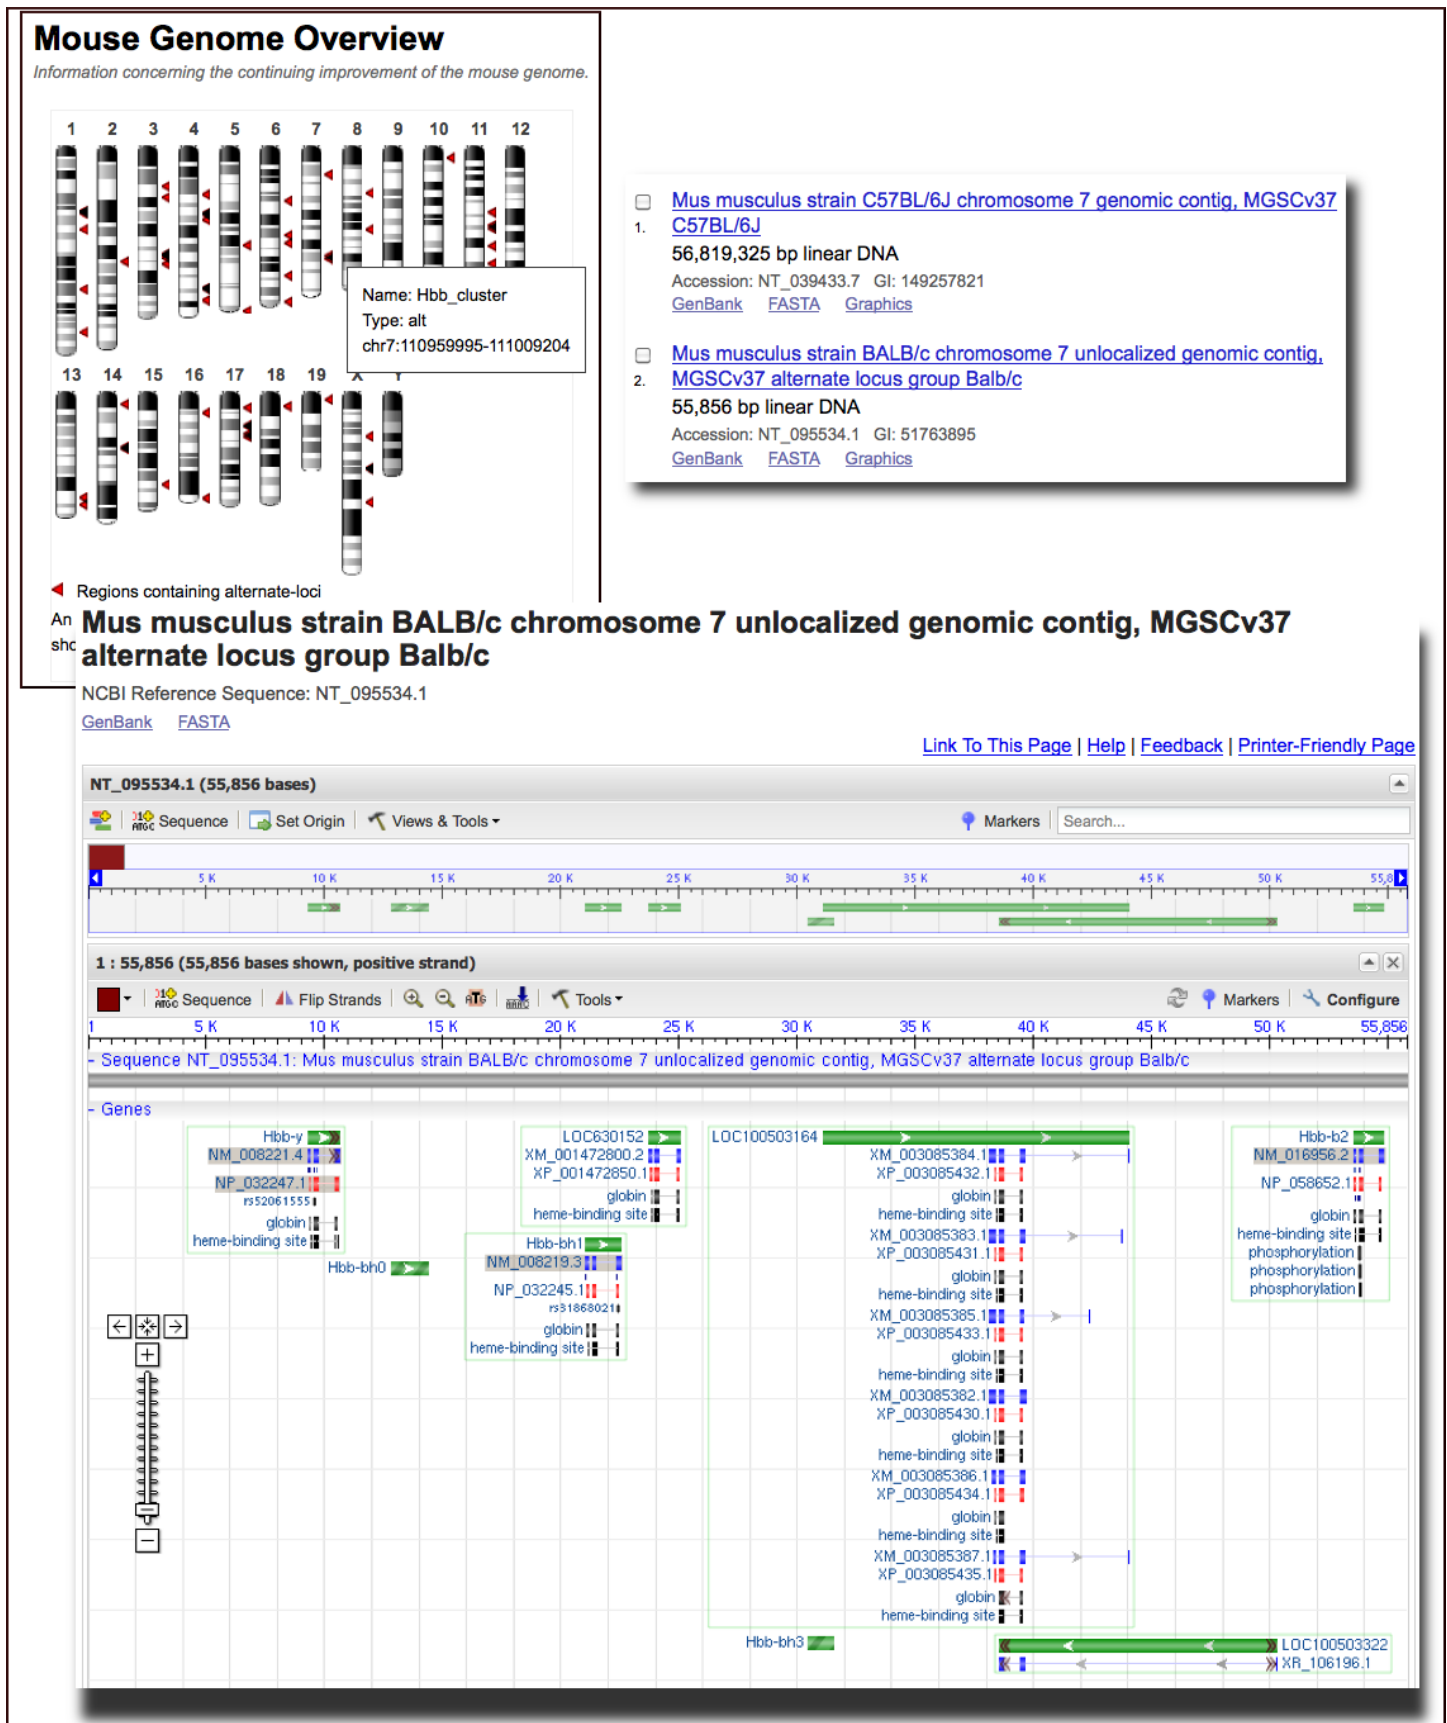 Mouse Genome Overview
Information concerning the continuing improvement of the mouse genome.
1 2 3 4 5 6 7 8 9 10 11 12
Name: Hbb_cluster
Type: alt
chr7:110959995-111009204
13 14 15 16 17 18 19 X Y
Regions containing alternate-loci
An
Mus musculus strain C57BL/6J chromosome 7 genomic contig, MGSCv37
1. C57BL/6J
56,819,325 bp linear DNA
Accession: NT_039433.7 GI: 149257821
GenBank FASTA Graphics
Mus musculus strain BALB/c chromosome 7 unlocalized genomic contig,
2. MGSCv37 alternate locus group Balb/c
55,856 bp linear DNA
Accession: NT_095534.1 GI: 51763895
GenBank FASTA Graphics
Mus musculus strain BALB/c chromosome 7 unlocalized genomic contig, MGSCv37
alternate locus group Balb/c
NCBI Reference Sequence: NT_095534.1
GenBank FASTA
Link To This Page | Help | Feedback | Printer-Friendly Page
NT_095534.1 (55,856 bases)
Sequence Set Origin Views & Tools Markers Search...
5 K 10 K 15 K 20 K 25 K 30 K 35 K 40 K 45 K 50 K 55,8
1 : 55,856 (55,856 bases shown, positive strand)
Sequence Flip Strands ATG Tools Markers Configure
1 5 K 10 K 15 K 20 K 25 K 30 K 35 K 40 K 45 K 50 K 55,856
- Sequence NT_095534.1: Mus musculus strain BALB/c chromosome 7 unlocalized genomic contig, MGSCv37 alternate locus group Balb/c
- Genes
Hbb-y
NM_008221.4
NP_032247.1
rs52061555
globin
heme-binding site
Hbb-bh0
LOC630152
XM_001472800.2
XP_001472850.1
globin
heme-binding site
Hbb-bh1
NM_008219.3
NP_032245.1
rs31868021
globin
heme-binding site
LOC100503164
XM_003085384.1
XP_003085432.1
globin
heme-binding site
XM_003085383.1
XP_003085431.1
globin
heme-binding site
XM_003085385.1
XP_003085433.1
globin
heme-binding site
XM_003085382.1
XP_003085430.1
globin
heme-binding site
XM_003085386.1
XP_003085434.1
globin
heme-binding site
XM_003085387.1
XP_003085435.1
globin
heme-binding site
Hbb-b2
NM_016956.2
NP_058652.1
globin
heme-binding site
phosphorylation
phosphorylation
phosphorylation
Hbb-bh3
LOC100503322
XR_106196.1